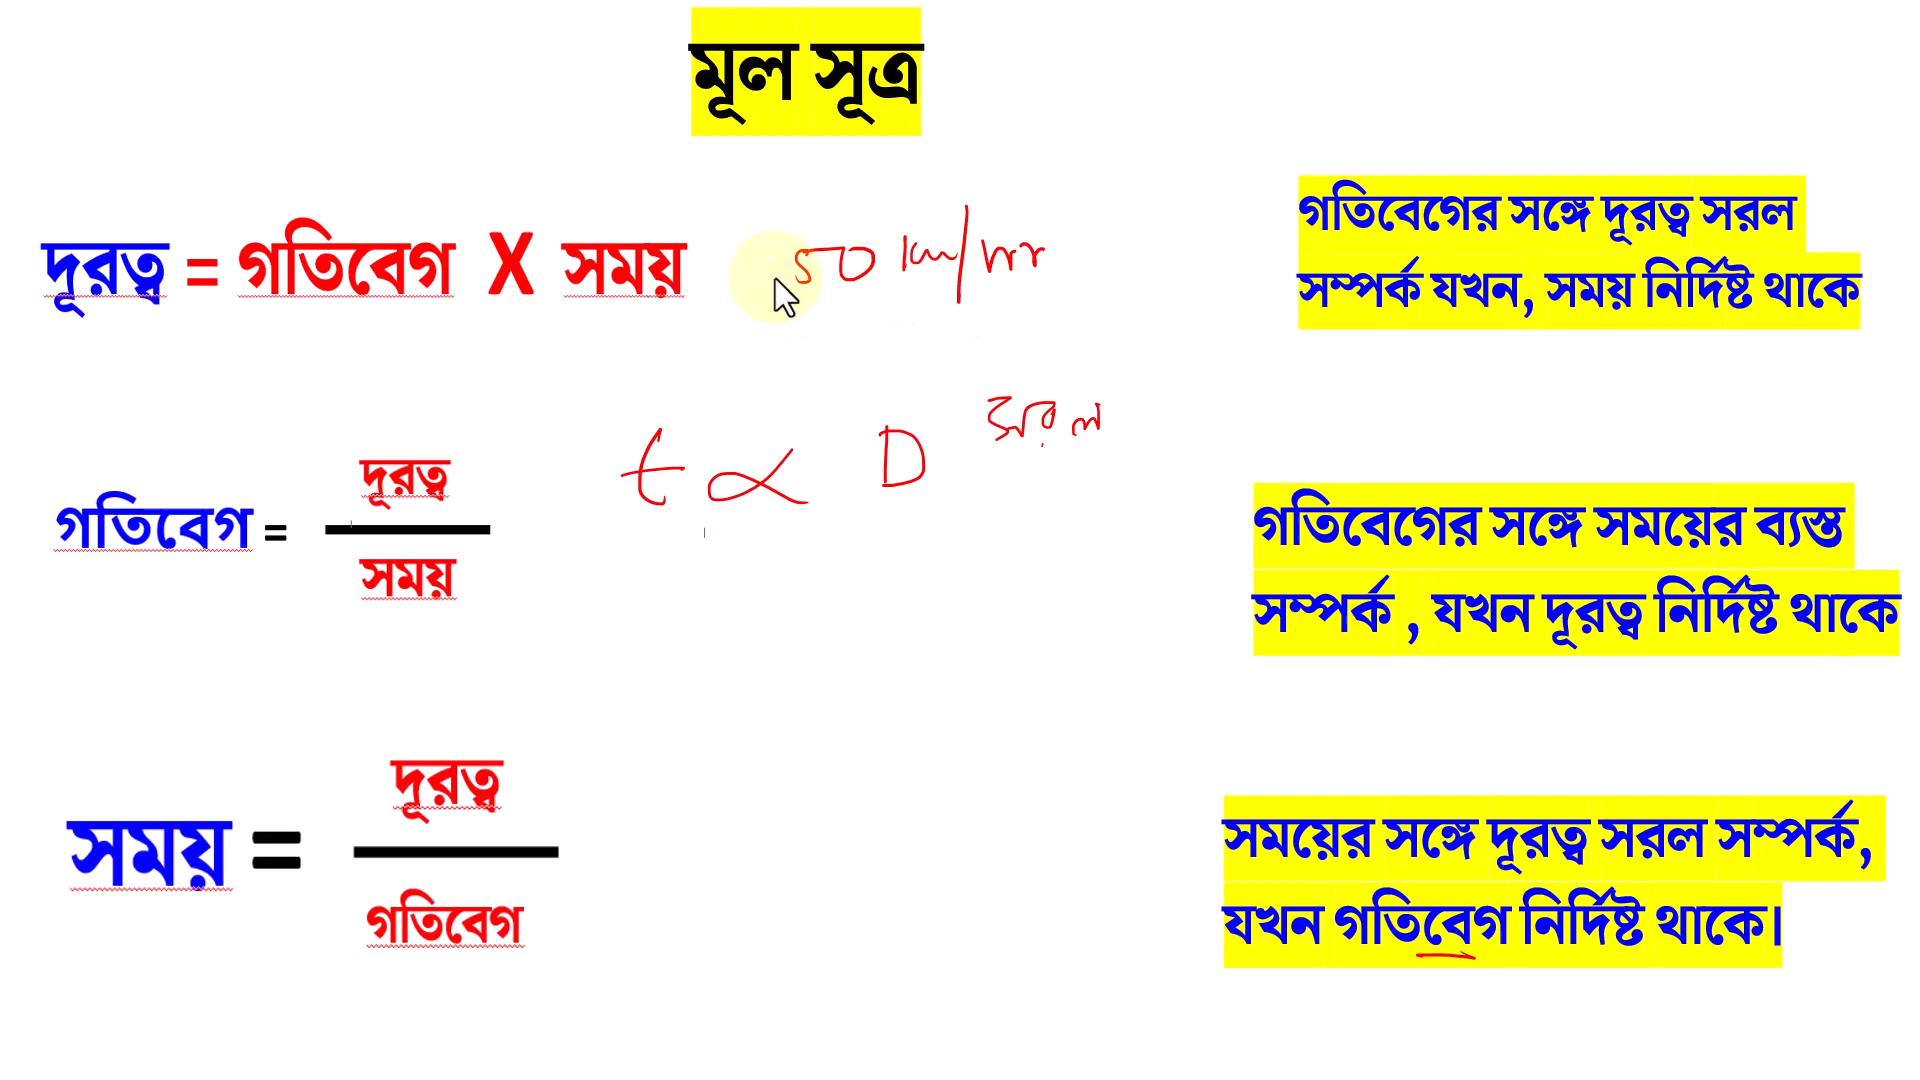 মূল সূত্র
দূরত্ব = গতিবেগ X সময়
50 km/hr
গতিবেগের সঙ্গে দূরত্ব সরল
সম্পর্ক যখন, সময় নির্দিষ্ট থাকে
t ∝ D সরল
গতিবেগ =
দূরত্ব
সময়
গতিবেগের সঙ্গে সময়ের ব্যস্ত
সম্পর্ক , যখন দূরত্ব নির্দিষ্ট থাকে
সময় =
দূরত্ব
গতিবেগ
সময়ের সঙ্গে দূরত্ব সরল সম্পর্ক,
যখন গতিবেগ নির্দিষ্ট থাকে।